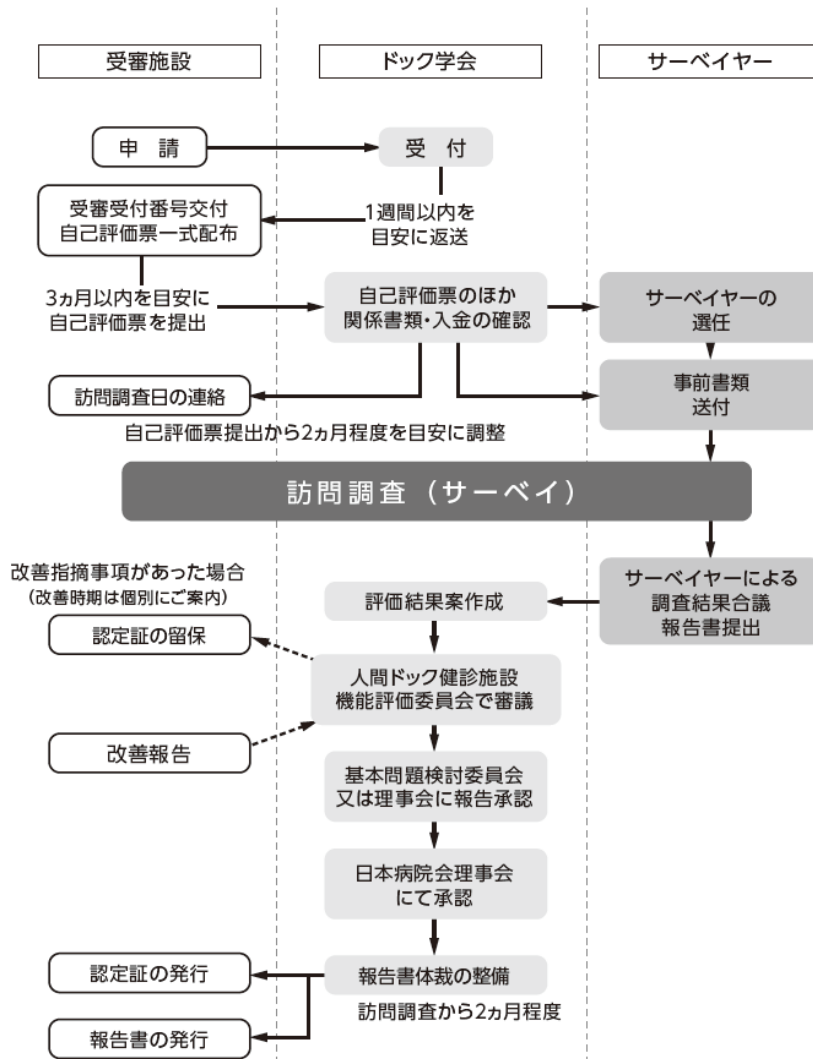 受審施設
ドック学会
サーベイヤー
申　請
受　付
受審受付番号交付
自己評価票一式配布
1週間以内を
目安に返送
3ヵ月以内を目安に
自己評価票を提出
自己評価票のほか
関係書類・入金の確認
サーベイヤーの
選任
訪問調査日の連絡
事前書類
送付
自己評価票提出から2ヵ月程度を目安に調整
訪問調査（サーベイ）
改善指摘事項があった場合
（改善時期は個別にご案内）
評価結果案作成
サーベイヤーによる
調査結果合議
報告書提出
認定証の留保
人間ドック健診施設
機能評価委員会で審議
改善報告
基本問題検討委員会
又は理事会に報告承認
日本病院会理事会
にて承認
認定証の発行
報告書体裁の整備
訪問調査から2ヵ月程度
報告書の発行